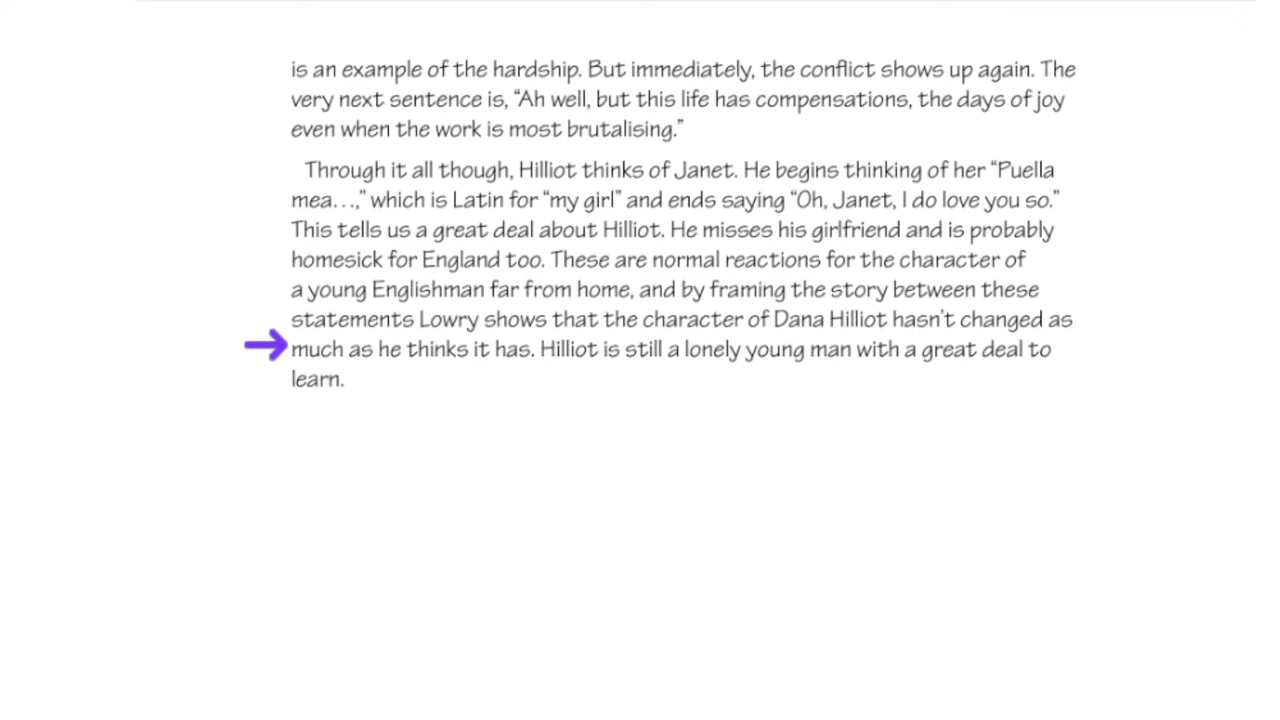 is an example of the hardship. But immediately, the conflict shows up again. The
very next sentence is, “Ah well, but this life has compensations, the days of joy
even when the work is most brutalising.”
Through it all though, Hilliot thinks of Janet. He begins thinking of her “Puella
mea...,” which is Latin for “my girl” and ends saying “Oh, Janet, I do love you so.”
This tells us a great deal about Hilliot. He misses his girlfriend and is probably
homesick for England too. These are normal reactions for the character of
a young Englishman far from home, and by framing the story between these
statements Lowry shows that the character of Dana Hilliot hasn’t changed as
much as he thinks it has. Hilliot is still a lonely young man with a great deal to
learn.